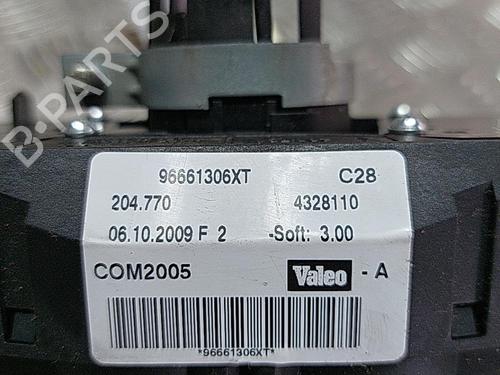 B-PARTS
96661306XT C28
204.770 4328110
06.10.2009 F 2 -Soft: 3.00
COM2005 Valeo - A
*96661306XT*